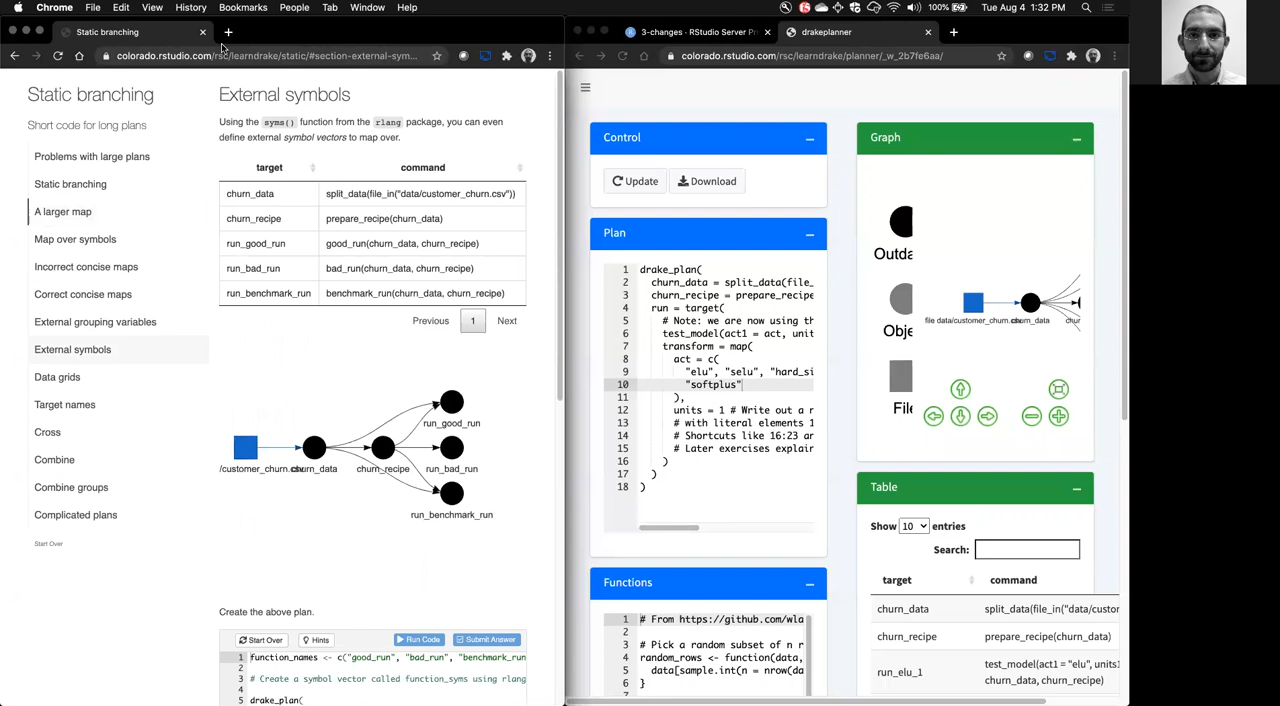 Chrome File Edit View History Bookmarks People Tab Window Help
100% Tue Aug 4 1:32 PM
Static branching
colorado.rstudio.com/rsc/learndrake/static/#section-external-sym...
Static branching
Short code for long plans
Problems with large plans
Static branching
A larger map
Map over symbols
Incorrect concise maps
Correct concise maps
External grouping variables
External symbols
Data grids
Target names
Cross
Combine
Combine groups
Complicated plans
Start Over
External symbols
Using the syms() function from the rlang package, you can even
define external symbol vectors to map over.
target command
churn_data split_data(file_in("data/customer_churn.csv"))
churn_recipe prepare_recipe(churn_data)
run_good_run good_run(churn_data, churn_recipe)
run_bad_run bad_run(churn_data, churn_recipe)
run_benchmark_run benchmark_run(churn_data, churn_recipe)
Previous 1 Next
run_good_run
churn_data churn_recipe run_bad_run
run_benchmark_run
Create the above plan.
Start Over Hints Run Code Submit Answer
1 function_names <- c("good_run", "bad_run", "benchmark_run
2
3 # Create a symbol vector called function_syms using rlang
4
5 drake_plan(
3-changes · RStudio Server Pr
drakeplanner
colorado.rstudio.com/rsc/learndrake/planner/_w_2b7fe6aa/
Control
Update Download
Plan
1 drake_plan(
2 churn_data = split_data(file_
3 churn_recipe = prepare_recipe
4 run = target(
5 # Note: we are now using th
6 test_model(act1 = act, unit
7 transform = map(
8 act = c(
9 "elu", "selu", "hard_si
10 "softplus"
11 ),
12 units = 1 # Write out a r
13 # with literal elements 1
14 # Shortcuts like 16:23 an
15 # Later exercises explain
16 )
17 )
18 )
Functions
1 # From https://github.com/wla
2
3 # Pick a random subset of n r
4 random_rows <- function(data,
5 data[sample.int(n = nrow(da
6 }
Graph
Outda
file data/customer_churn.csv churn_data chur
Obje
File
Table
Show 10 entries
Search:
target command
churn_data split_data(file_in("data/custor
churn_recipe prepare_recipe(churn_data)
run_elu_1 test_model(act1 = "elu", units1
churn_data, churn_recipe)